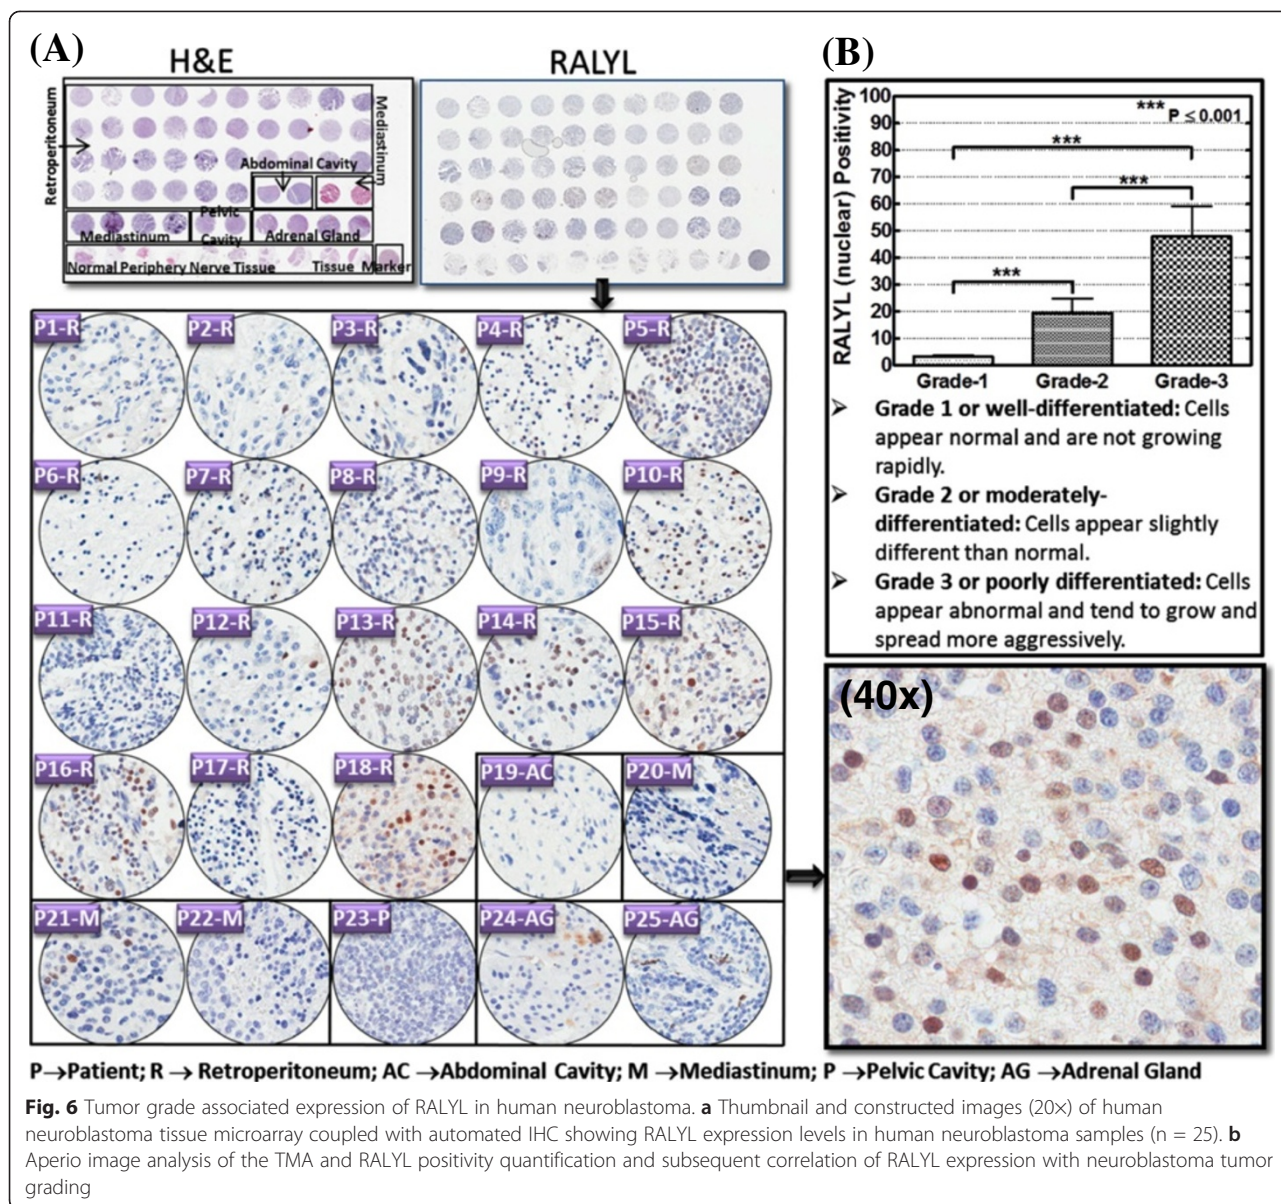 (A)
H&E
RALYL
Retroperitoneum
Mediastinum
Abdominal Cavity
Pelvic
Mediastinum
Cavity
Adrenal Gland
Normal Periphery Nerve Tissue
Tissue Marker
P1-R P2-R P3-R P4-R P5-R
P6-R P7-R P8-R P9-R P10-R
P11-R P12-R P13-R P14-R P15-R
P16-R P17-R P18-R P19-AC P20-M
P21-M P22-M P23-P P24-AG P25-AG
(B)
RALYL (nuclear) Positivity
100
90
80
70
60
50
40
30
20
10
0
*** P ≤ 0.001
***
***
***
Grade-1 Grade-2 Grade-3
➢ Grade 1 or well-differentiated: Cells
appear normal and are not growing
rapidly.
➢ Grade 2 or moderately-
differentiated: Cells appear slightly
different than normal.
➢ Grade 3 or poorly differentiated: Cells
appear abnormal and tend to grow and
spread more aggressively.
(40x)
P→Patient; R → Retroperitoneum; AC →Abdominal Cavity; M →Mediastinum; P →Pelvic Cavity; AG →Adrenal Gland
Fig. 6 Tumor grade associated expression of RALYL in human neuroblastoma. a Thumbnail and constructed images (20×) of human
neuroblastoma tissue microarray coupled with automated IHC showing RALYL expression levels in human neuroblastoma samples (n = 25). b
Aperio image analysis of the TMA and RALYL positivity quantification and subsequent correlation of RALYL expression with neuroblastoma tumor
grading